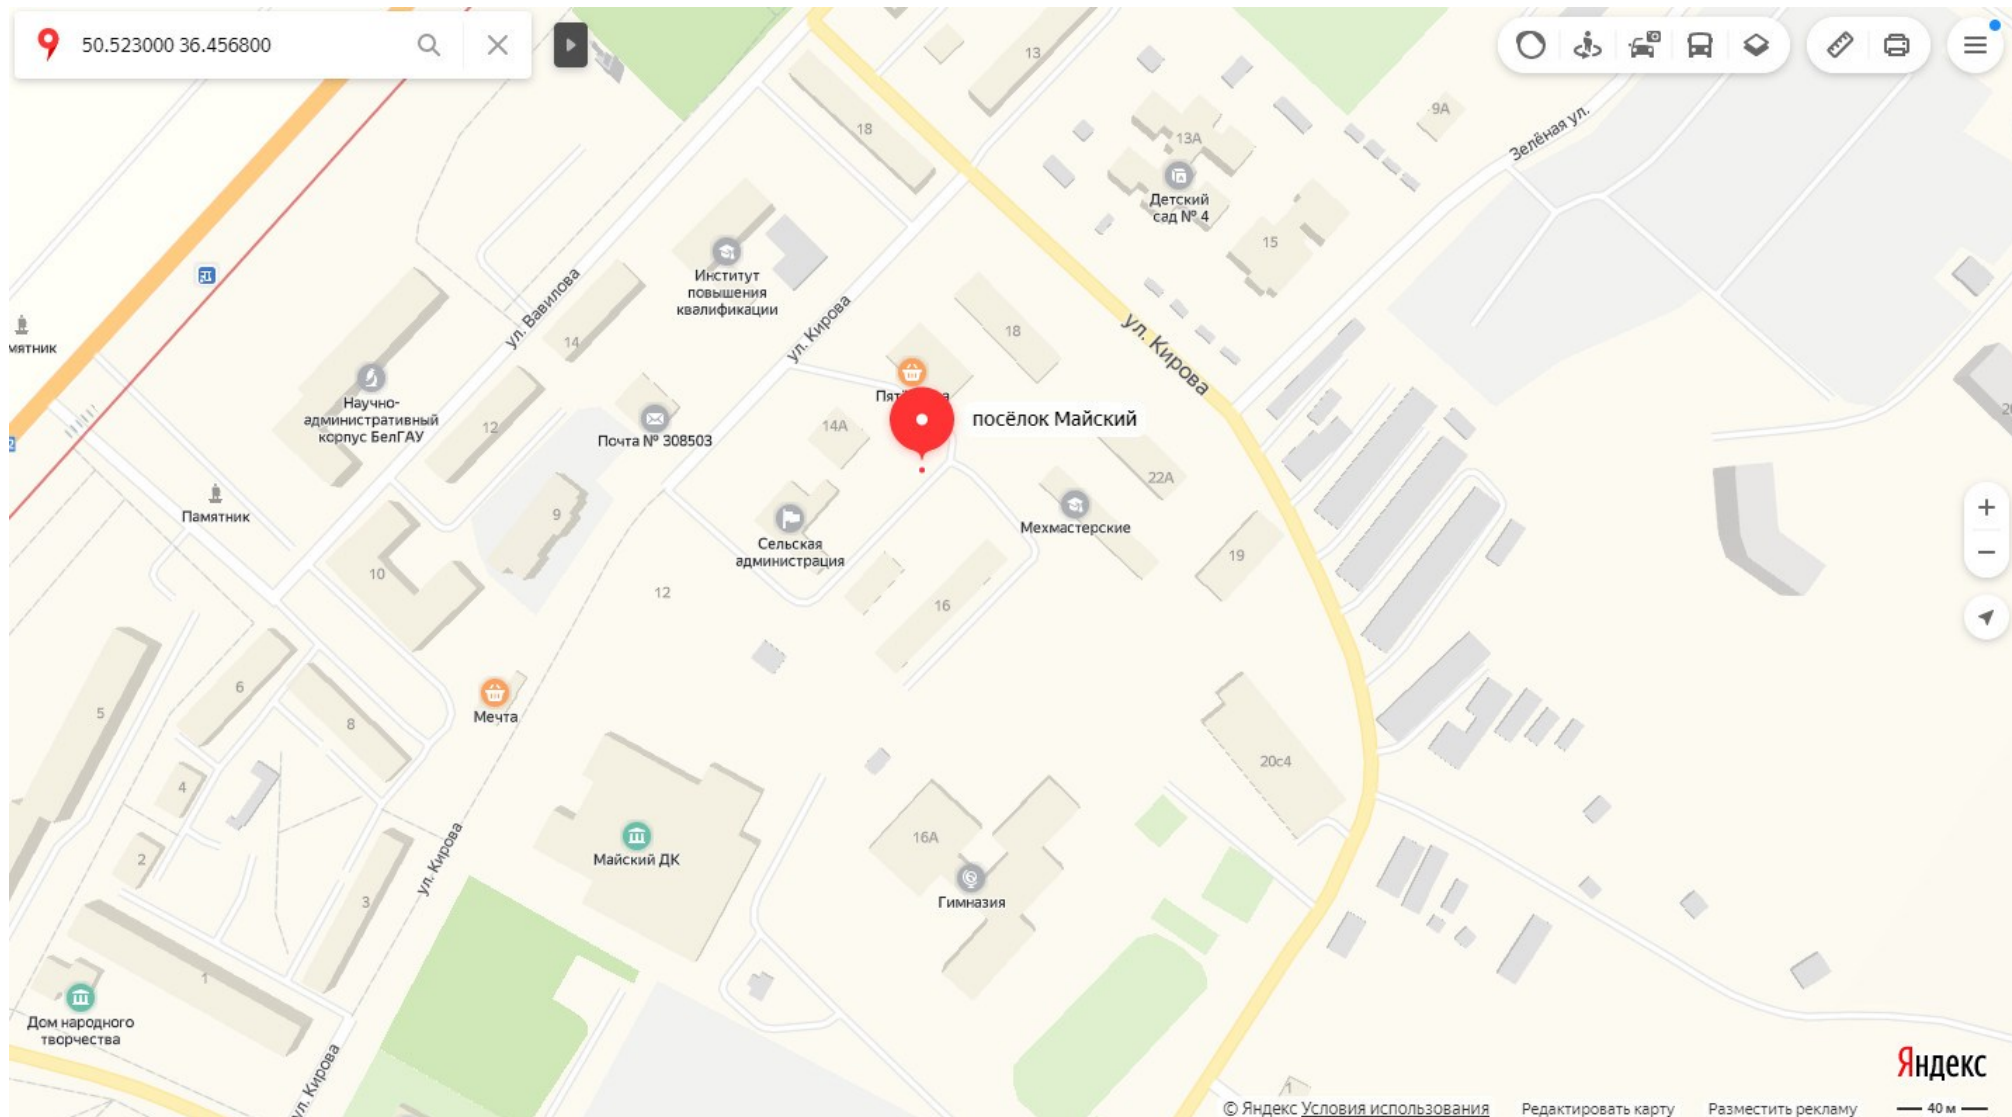 50.523000 36.456800
13
9А
18
13А
Зелёная ул.
Детский
сад № 4
15
Институт
повышения
квалификации
ул. Вавилова
ул. Кирова
14
18
ул. Кирова
мятник
Научно-
административный
корпус БелГАУ
12
Почта № 308503
14А
посёлок Майский
22А
Памятник
9
Сельская
администрация
Мехмастерские
19
10
12
16
6
5
8
Мечта
4
20с4
2
Майский ДК
16А
ул. Кирова
3
Гимназия
1
Дом народного
творчества
ул. Кирова
1
Яндекс
© Яндекс Условия использования
Редактировать карту
Разместить рекламу
40 м